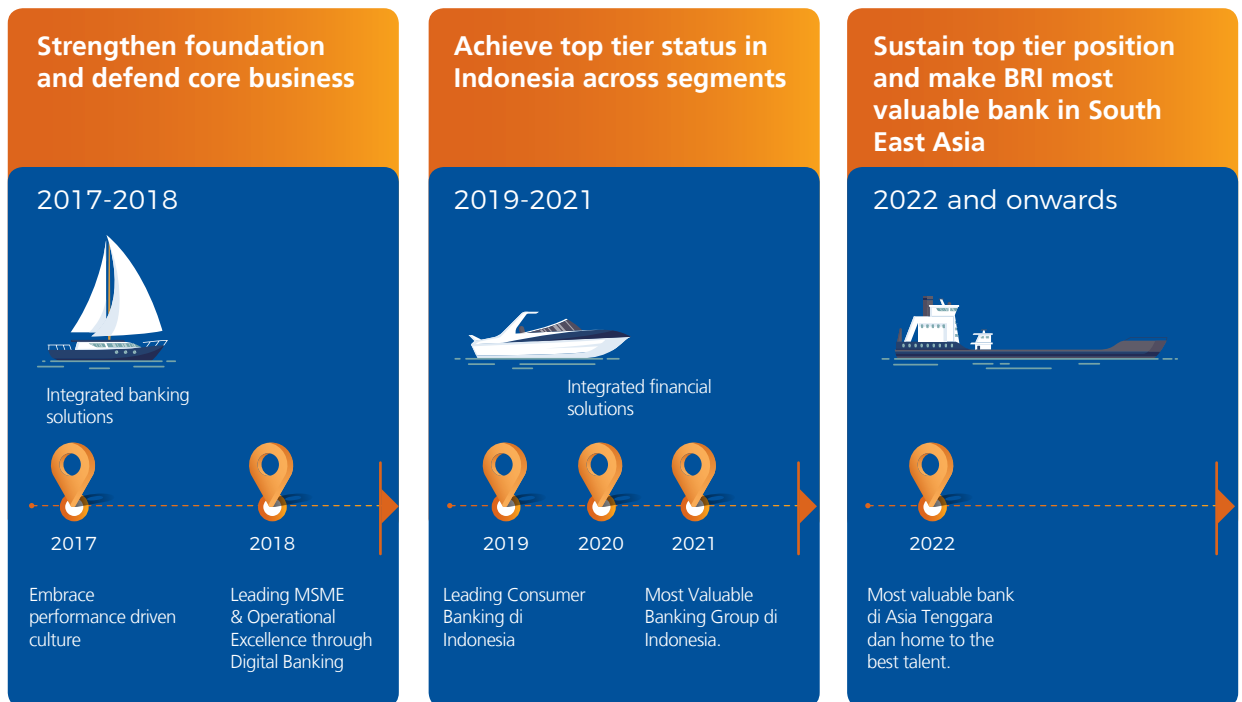 Strengthen foundation
and defend core business
2017-2018
Integrated banking
solutions
2017
2018
Embrace
performance driven
culture
Leading MSME
& Operational
Excellence through
Digital Banking
Achieve top tier status in
Indonesia across segments
2019-2021
Integrated financial
solutions
2019
2020
2021
Leading Consumer
Banking di
Indonesia
Most Valuable
Banking Group di
Indonesia.
Sustain top tier position
and make BRI most
valuable bank in South
East Asia
2022 and onwards
2022
Most valuable bank
di Asia Tenggara
dan home to the
best talent.